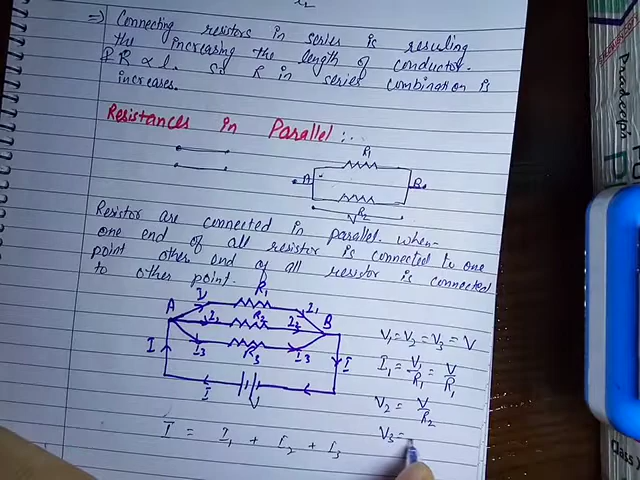 => Connecting resistors in series is resuling
the increasing the length of conductor.
R ∝ l. So R in series combination is
increases.
Resistances in Parallel :-
R1
A B
R2
Resistor are connected in parallel. when
one end of all resistor is connected to one
point other end of all resistor is connected
to other point.
R1
A I1 I1 B
I2 R2 I2
I3 R3 I3
I I
I V
V1 = V2 = V3 = V
I1 = V1/R1 = V/R1
V2 = V/R2
V3 =
I = I1 + I2 + I3
Class X